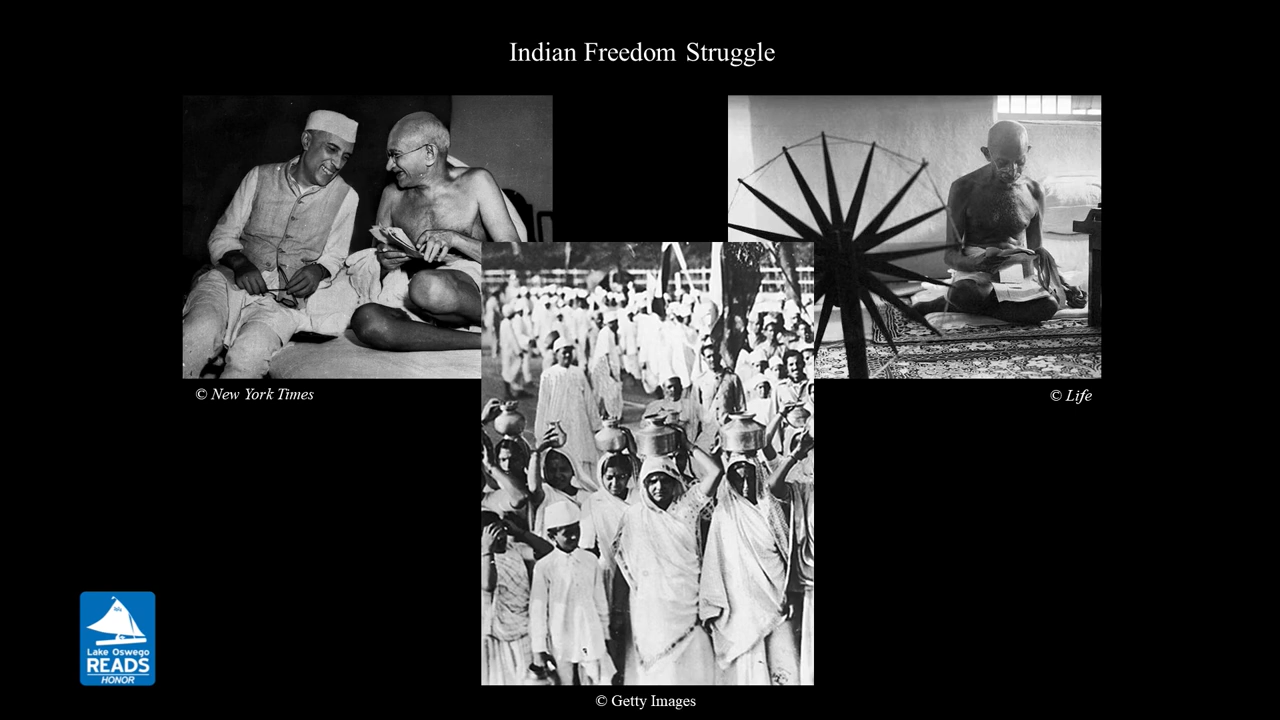 Indian Freedom Struggle
© New York Times
© Life
Lake Oswego
READS
HONOR
© Getty Images